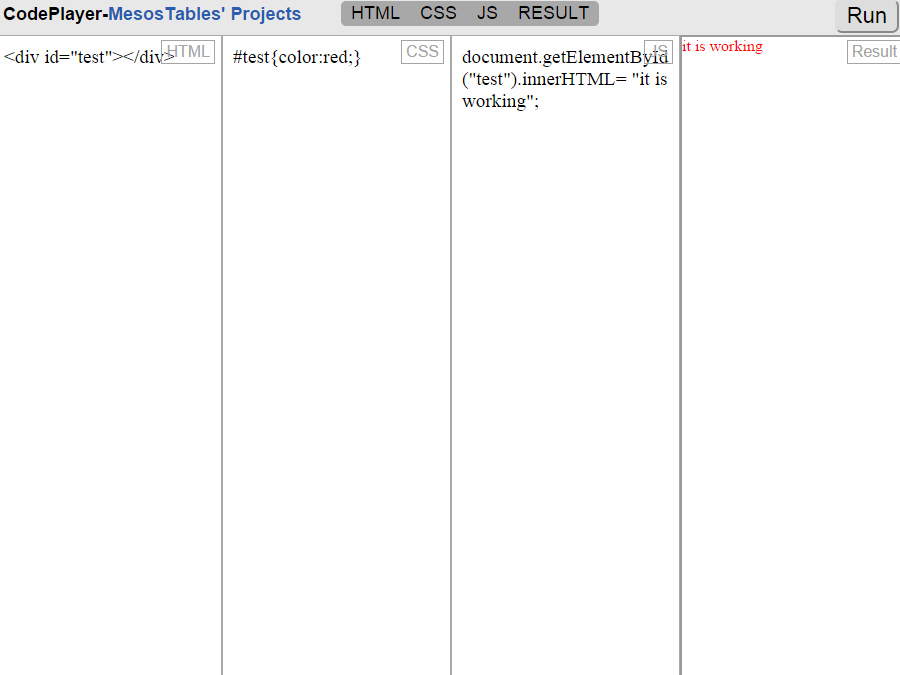 CodePlayer-MesosTables' Projects
HTML CSS JS RESULT
Run
<div id="test"></div>
HTML
#test{color:red;}
CSS
document.getElementById
("test").innerHTML= "it is
working";
JS
it is working
Result